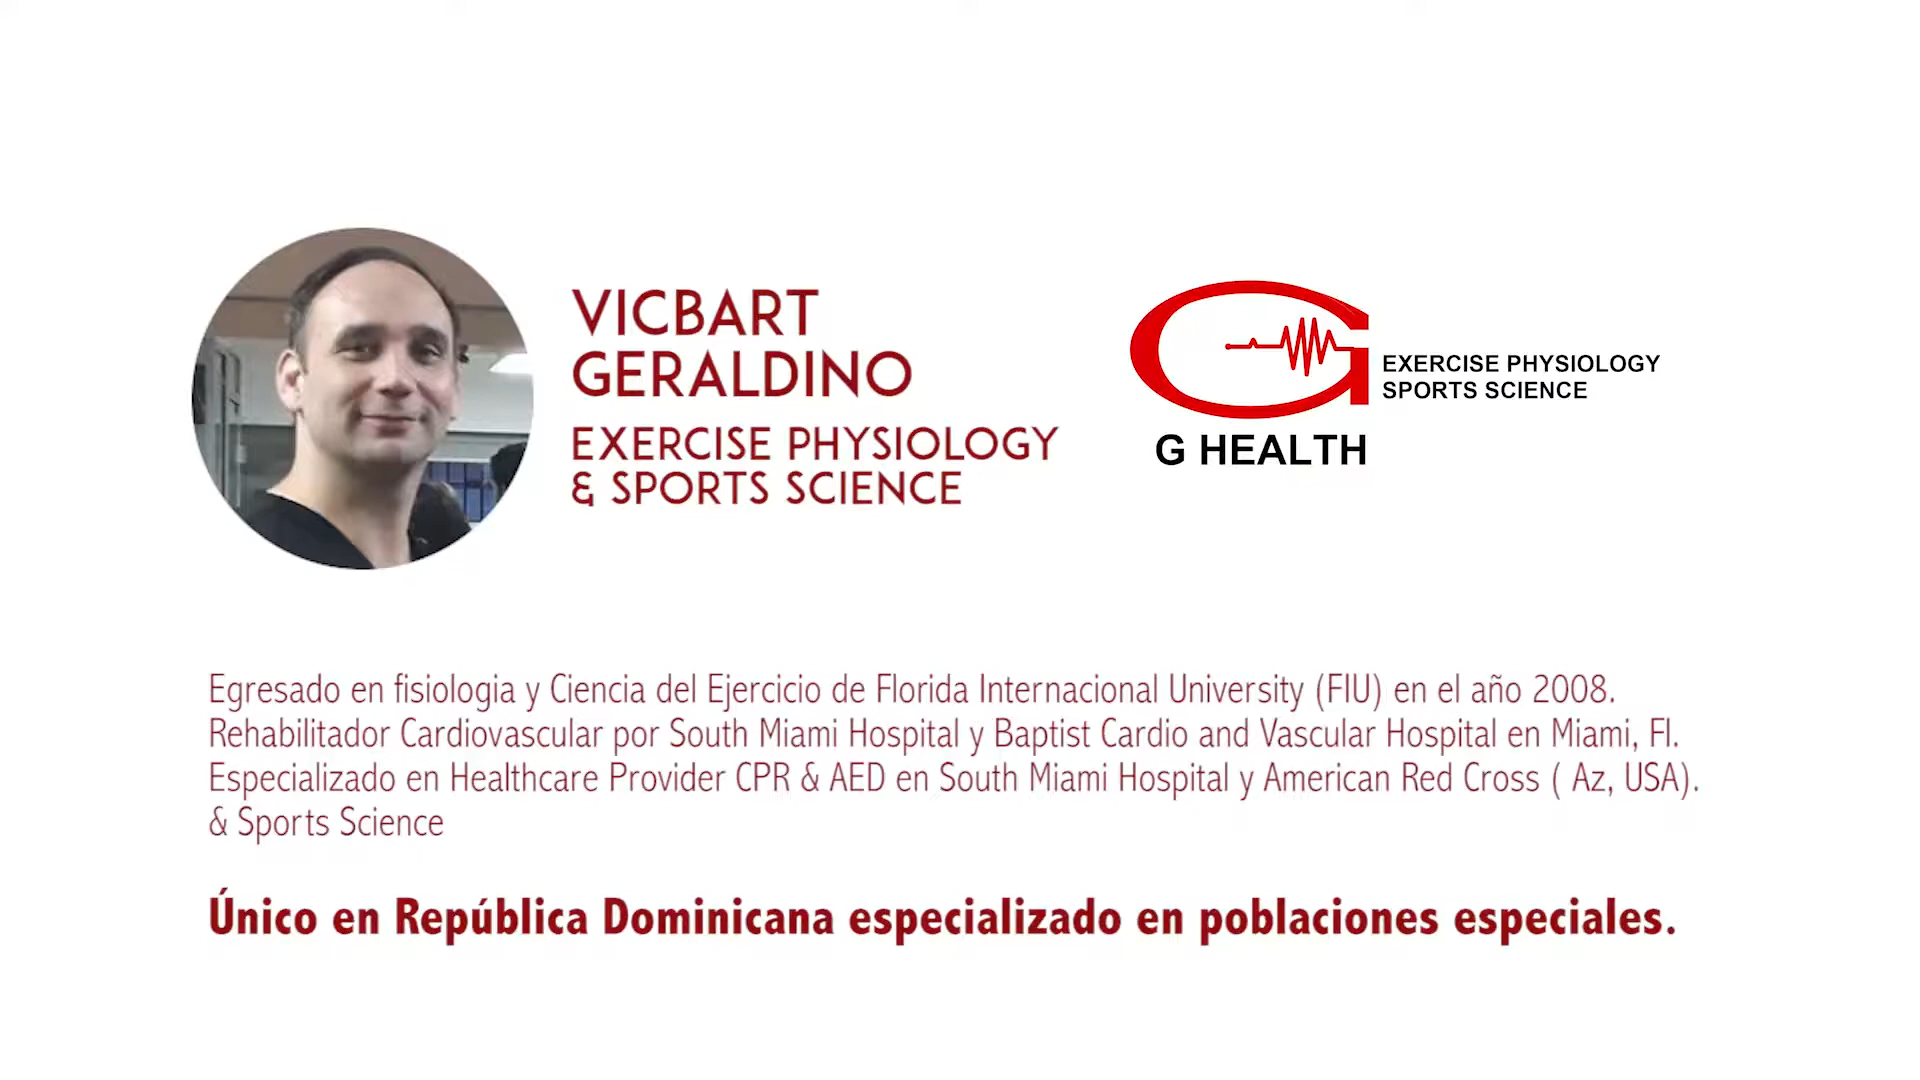 VICBART
GERALDINO
EXERCISE PHYSIOLOGY
& SPORTS SCIENCE
EXERCISE PHYSIOLOGY
SPORTS SCIENCE
G HEALTH
Egresado en fisiologia y Ciencia del Ejercicio de Florida Internacional University (FIU) en el año 2008.
Rehabilitador Cardiovascular por South Miami Hospital y Baptist Cardio and Vascular Hospital en Miami, Fl.
Especializado en Healthcare Provider CPR & AED en South Miami Hospital y American Red Cross ( Az, USA).
& Sports Science
Único en República Dominicana especializado en poblaciones especiales.